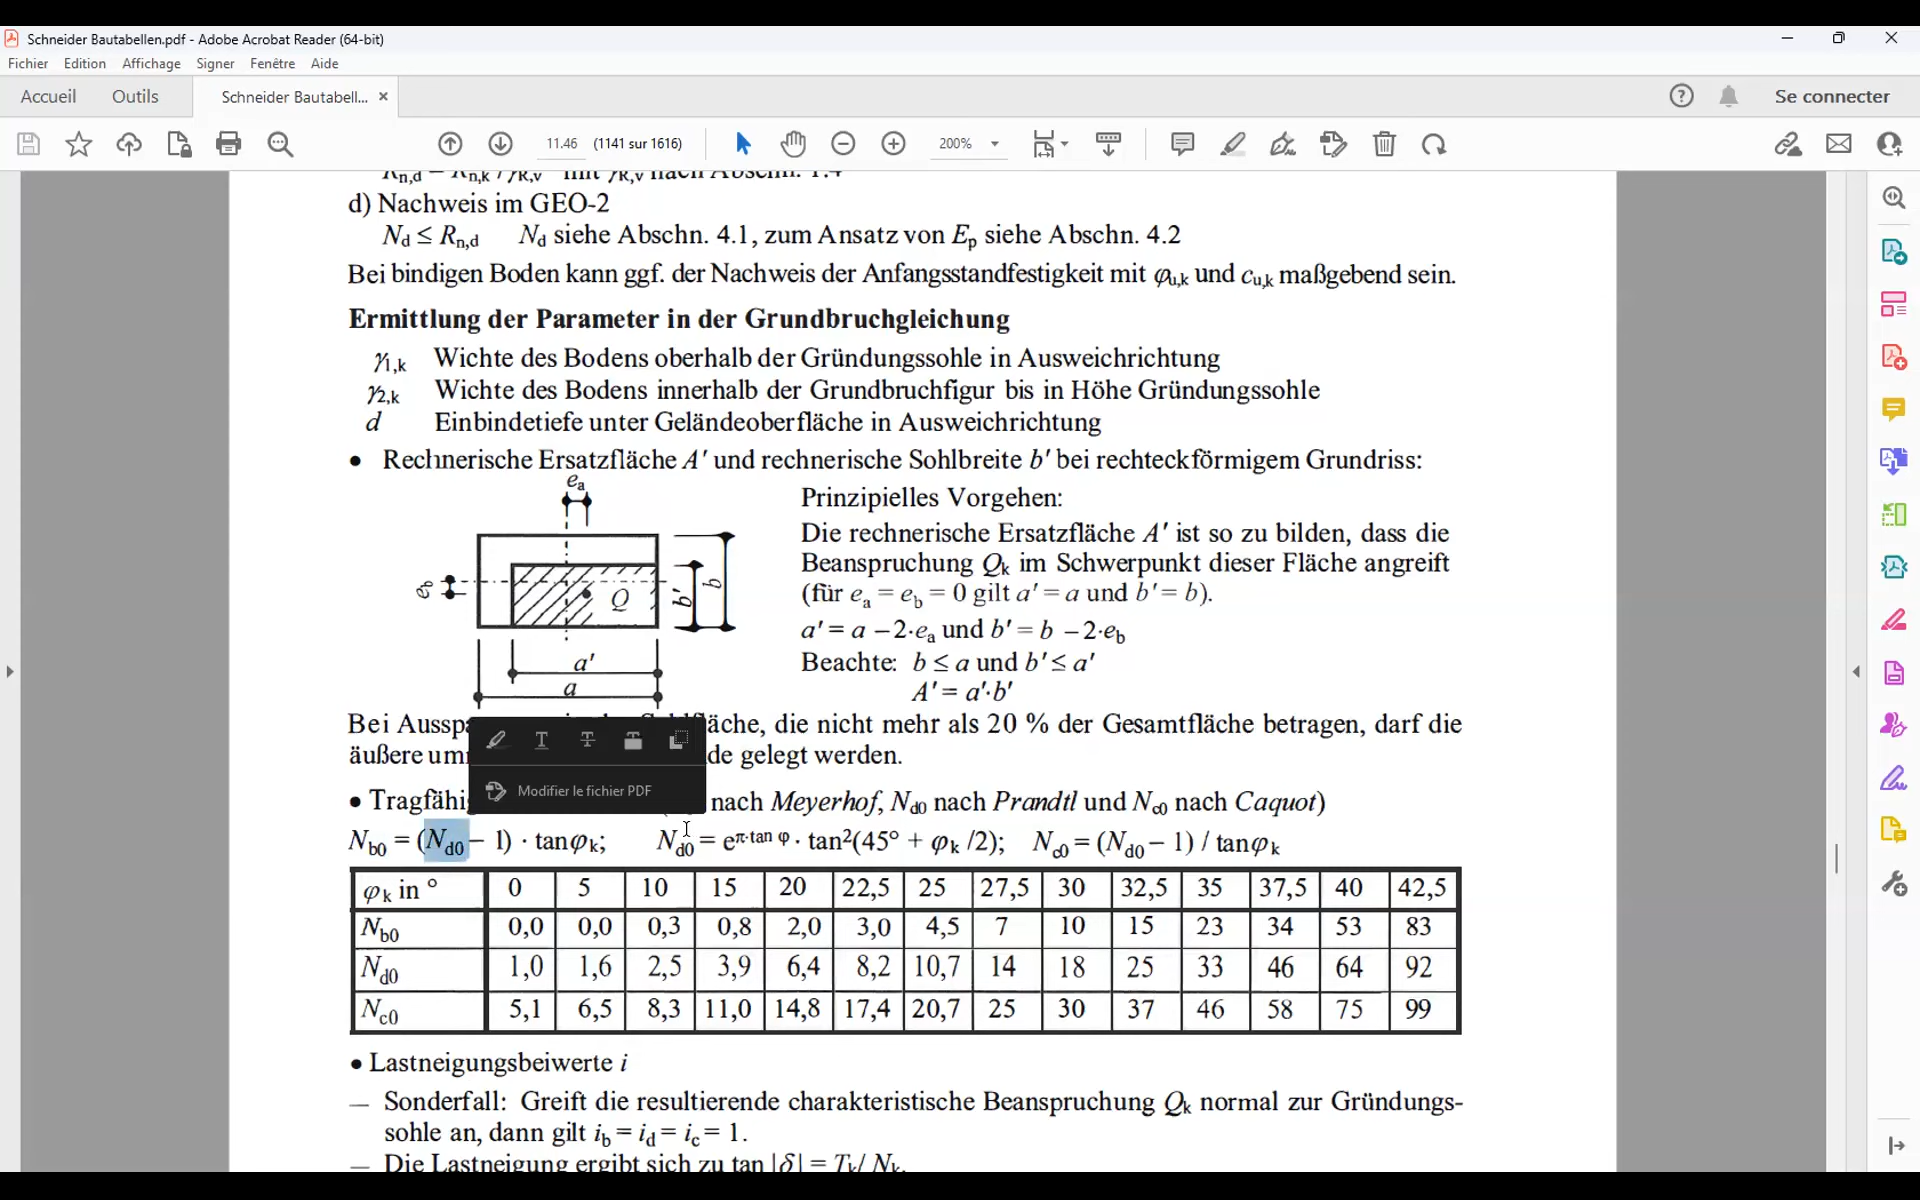 Schneider Bautabellen.pdf - Adobe Acrobat Reader (64-bit)
Fichier Edition Affichage Signer Fenêtre Aide
Accueil Outils Schneider Bautabell... × Se connecter
11.46 (1141 sur 1616) 200%
d) Nachweis im GEO-2
N_d ≤ R_n,d N_d siehe Abschn. 4.1, zum Ansatz von E_p siehe Abschn. 4.2
Bei bindigen Boden kann ggf. der Nachweis der Anfangsstandfestigkeit mit φ_u,k und c_u,k maßgebend sein.
Ermittlung der Parameter in der Grundbruchgleichung
γ_1,k Wichte des Bodens oberhalb der Gründungssohle in Ausweichrichtung
γ_2,k Wichte des Bodens innerhalb der Grundbruchfigur bis in Höhe Gründungssohle
d Einbindetiefe unter Geländeoberfläche in Ausweichrichtung
• Rechnerische Ersatzfläche A' und rechnerische Sohlbreite b' bei rechteckförmigem Grundriss:
e_a
e_b
Q
b'
b
a'
a
Prinzipielles Vorgehen:
Die rechnerische Ersatzfläche A' ist so zu bilden, dass die
Beanspruchung Q_k im Schwerpunkt dieser Fläche angreift
(für e_a = e_b = 0 gilt a' = a und b' = b).
a' = a − 2·e_a und b' = b − 2·e_b
Beachte: b ≤ a und b' ≤ a'
A' = a'·b'
Bei fläche, die nicht mehr als 20 % der Gesamtfläche betragen, darf die
äußere gelegt werden.
Modifier le fichier PDF
• nach Meyerhof, N_d0 nach Prandtl und N_c0 nach Caquot)
N_b0 = (N_d0 − 1) · tanφ_k; N_d0 = e^π·tan φ · tan²(45° + φ_k /2); N_c0 = (N_d0 − 1) / tanφ_k
φ_k in ° 0 5 10 15 20 22,5 25 27,5 30 32,5 35 37,5 40 42,5
N_b0 0,0 0,0 0,3 0,8 2,0 3,0 4,5 7 10 15 23 34 53 83
N_d0 1,0 1,6 2,5 3,9 6,4 8,2 10,7 14 18 25 33 46 64 92
N_c0 5,1 6,5 8,3 11,0 14,8 17,4 20,7 25 30 37 46 58 75 99
• Lastneigungsbeiwerte i
— Sonderfall: Greift die resultierende charakteristische Beanspruchung Q_k normal zur Gründungs-
sohle an, dann gilt i_b = i_d = i_c = 1.
— Die Lastneigung ergibt sich zu tan |δ| = T_k/ N_k.